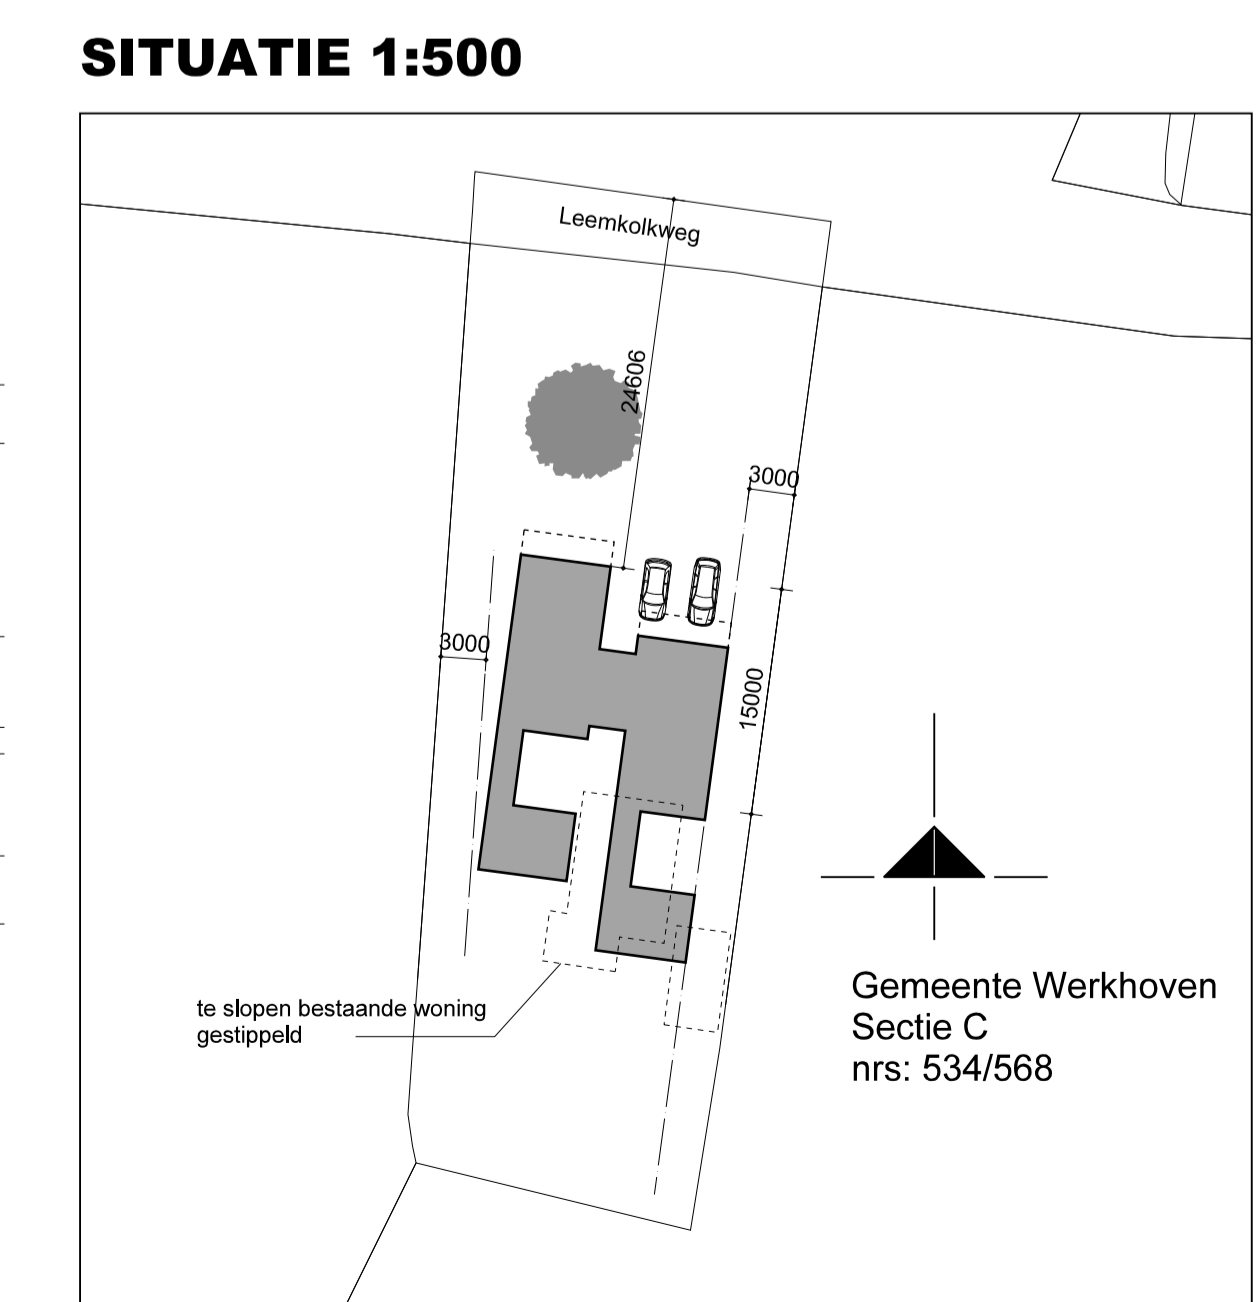 SITUATIE 1:500
Leemkolkweg
24606
3000
3000
15000
te slopen bestaande woning
gestippeld
Gemeente Werkhoven
Sectie C
nrs: 534/568